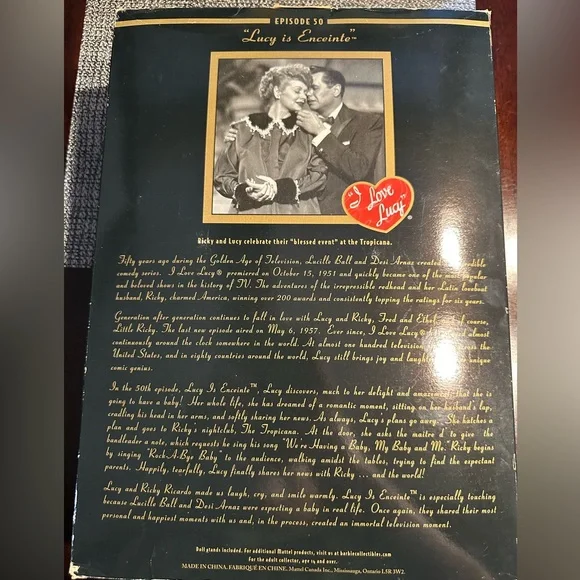 EPISODE 50
"Lucy is Enceinte"™
"I Love Lucy"®
Ricky and Lucy celebrate their "blessed event" at the Tropicana.
Fifty years ago during the Golden Age of Television, Lucille Ball and Desi Arnaz created
comedy series. I Love Lucy® premiered on October 15, 1951 and quickly became one of the most popular
and beloved shows in the history of TV. The adventures of the irrepressible redhead and her Latin
husband, Ricky, charmed America, winning over 200 awards and consistently topping the ratings for six years.
Generation after generation continues to fall in love with Lucy and Ricky, Fred and Ethel, of course,
Little Ricky. The last new episode aired on May 6, 1957. Ever since, I Love Lucy® continuously
around the clock somewhere in the world. At almost one hundred television across the
United States, and in eighty countries around the world, Lucy still brings joy and unique
comic genius.
In the 50th episode, Lucy Is Enceinte™, Lucy discovers, much to her delight and amazement, that she is
going to have a baby! Her whole life, she has dreamed of a romantic moment, sitting on her husband's lap,
cradling his head in her arms, and softly sharing her news. As always, Lucy's plans go awry. She hatches a
plan and goes to Ricky's nightclub, The Tropicana. At the door, she asks the maitre d' to give the
bandleader a note, which requests he sing his song "We're Having a Baby, My Baby and Me." Ricky begins
by singing "Rock-A-Bye Baby" to the audience, walking amidst the tables, trying to find the expectant
parents. Happily, tearfully, Lucy finally shares her news with Ricky ... and the world!
Lucy and Ricky Ricardo made us laugh, cry, and smile warmly. Lucy Is Enceinte™ is especially touching
because Lucille Ball and Desi Arnaz were expecting a baby in real life. Once again, they shared their most
personal and happiest moments with us and, in the process, created an immortal television moment.
Doll stands included. For additional Mattel products, visit us at barbiecollectibles.com
For the adult collector, age 14 and over.
MADE IN CHINA. FABRIQUÉ EN CHINE. Mattel Canada Inc., Mississauga, Ontario L5R 3W2.